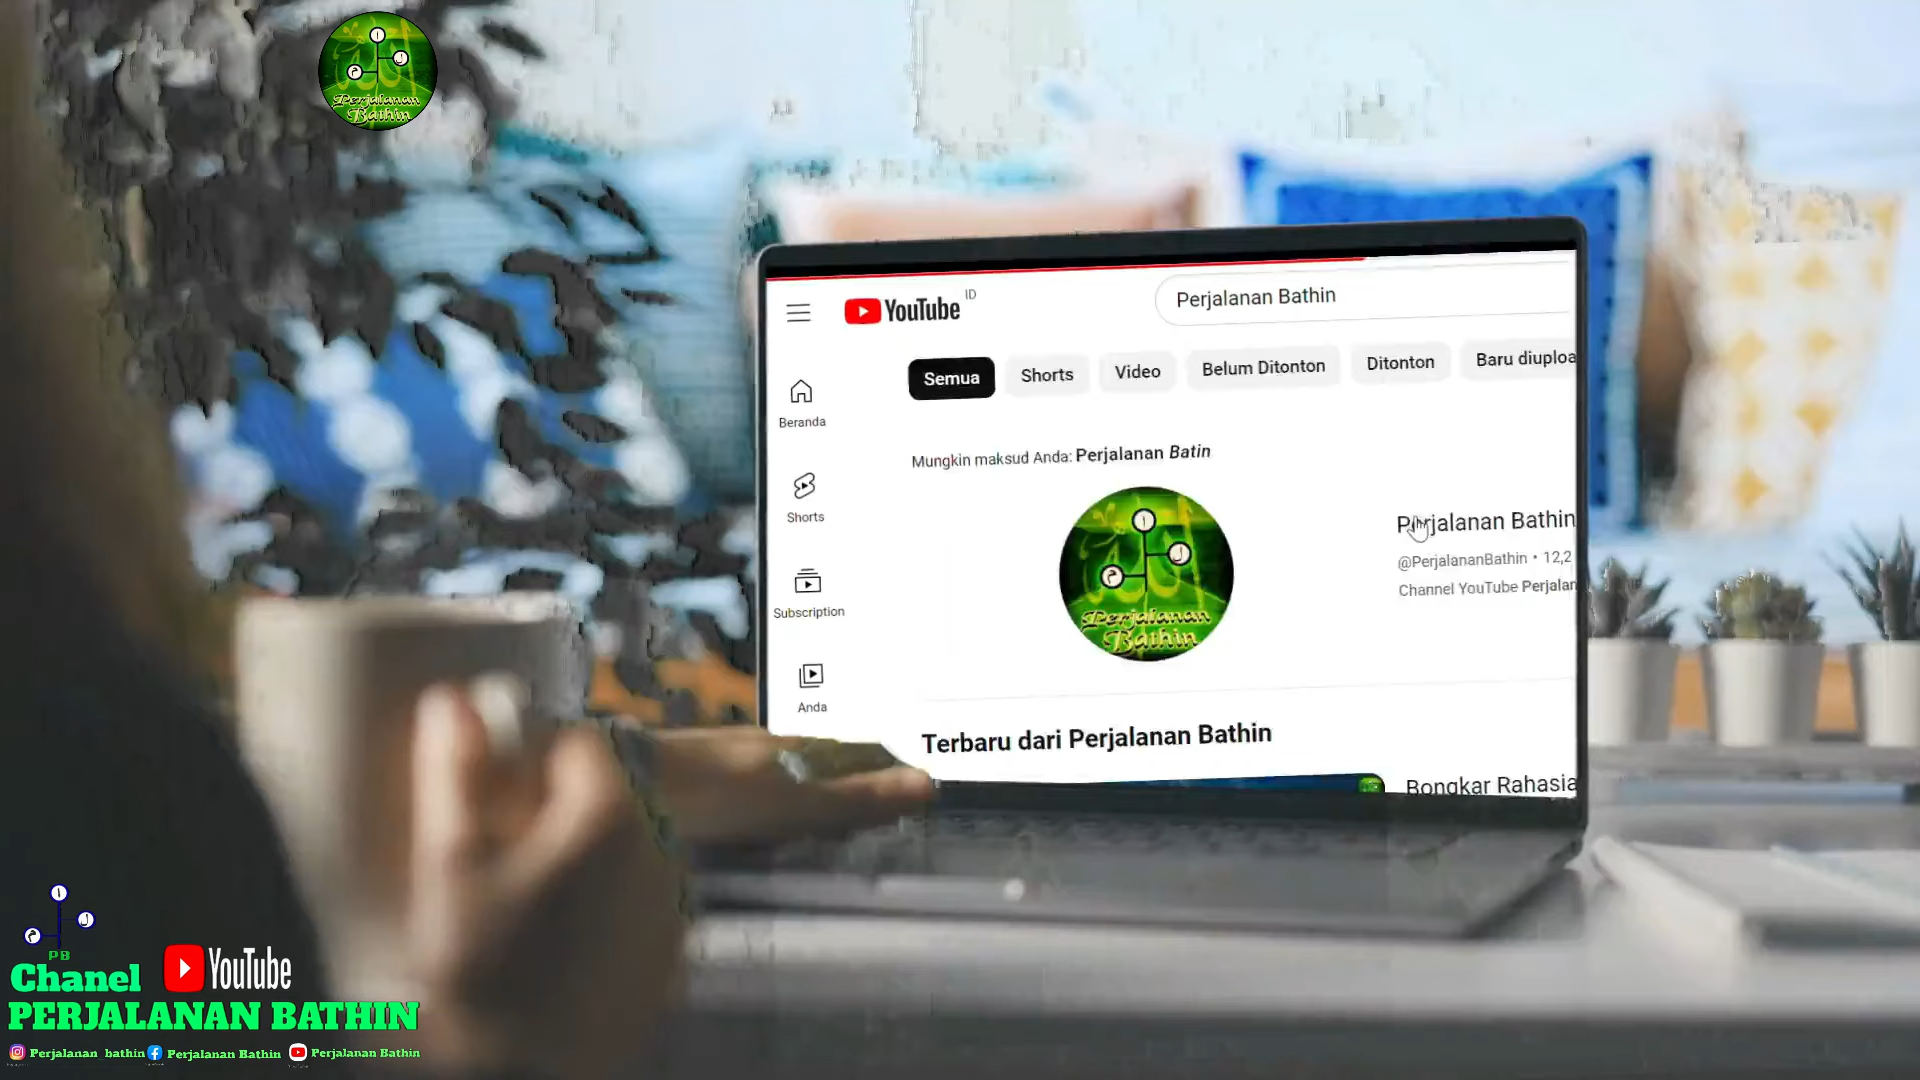 ا
ل
م
Perjalanan
Bathin
YouTube ID
Perjalanan Bathin
Semua Shorts Video Belum Ditonton Ditonton Baru diuploa
Beranda
Mungkin maksud Anda: Perjalanan Batin
Shorts
ا
ل
م
Perjalanan
Bathin
Perjalanan Bathin
@PerjalananBathin • 12,2
Channel YouTube Perjalan
Subscription
Anda
Terbaru dari Perjalanan Bathin
Bongkar Rahasia
ا
ل
م
PB
Chanel YouTube
PERJALANAN BATHIN
Perjalanan_bathin Perjalanan Bathin Perjalanan Bathin